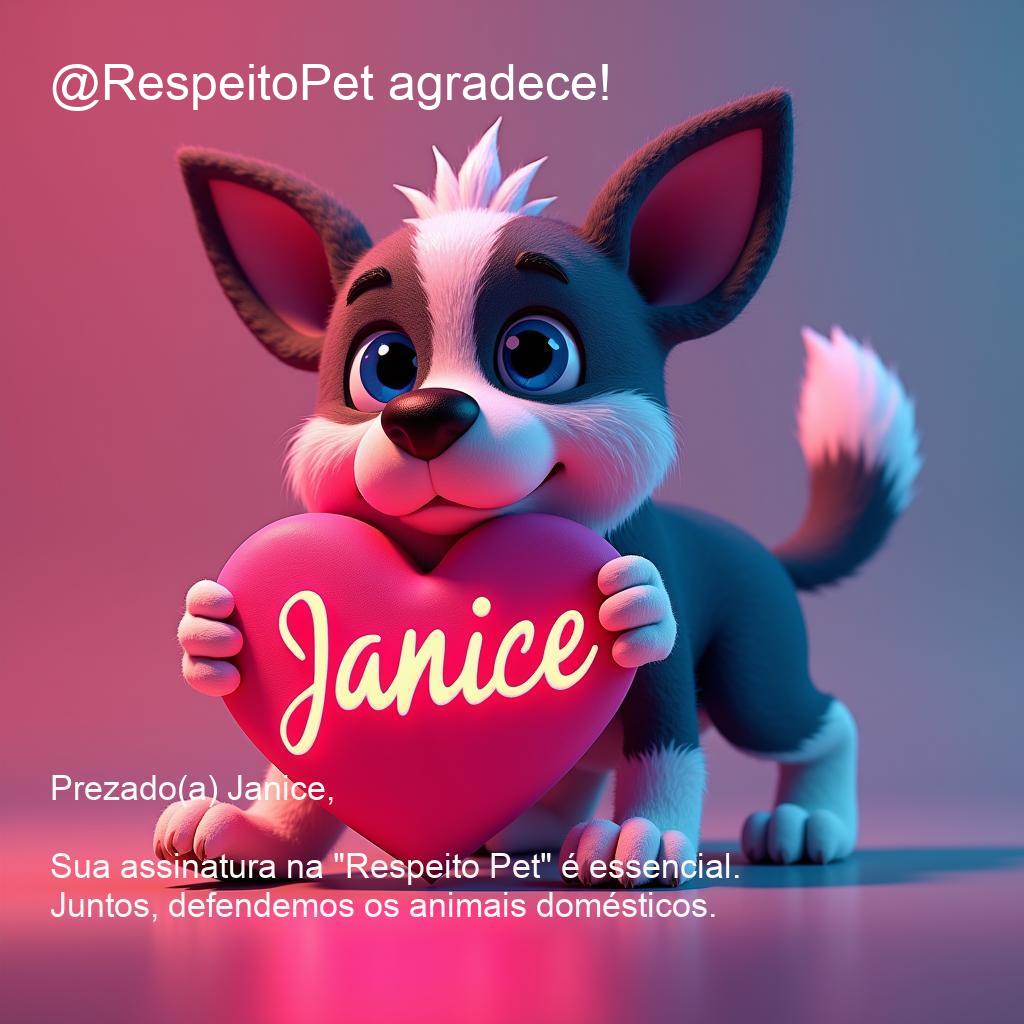 @RespeitoPet agradece!
Janice
Prezado(a) Janice,
Sua assinatura na "Respeito Pet" é essencial.
Juntos, defendemos os animais domésticos.